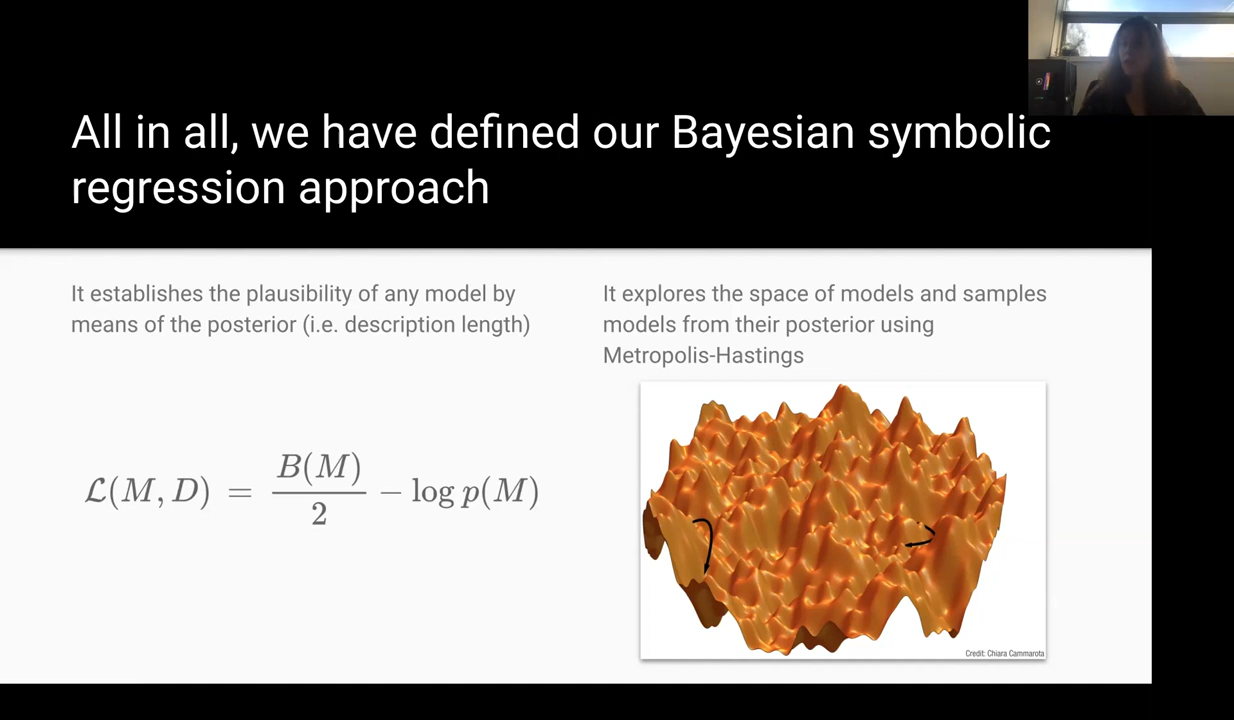 All in all, we have defined our Bayesian symbolic
regression approach
It establishes the plausibility of any model by
means of the posterior (i.e. description length)
ℒ(M, D) = B(M)/2 − log p(M)
It explores the space of models and samples
models from their posterior using
Metropolis-Hastings
Credit: Chiara Cammarota